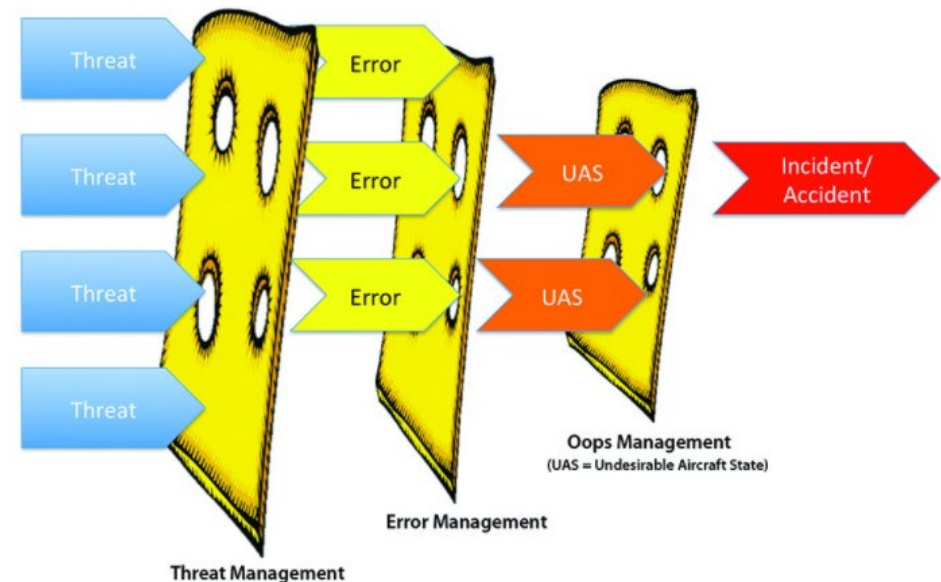 Threat
Error
Threat
Error
UAS
Incident/
Accident
Threat
Error
UAS
Threat
Oops Management
(UAS = Undesirable Aircraft State)
Error Management
Threat Management